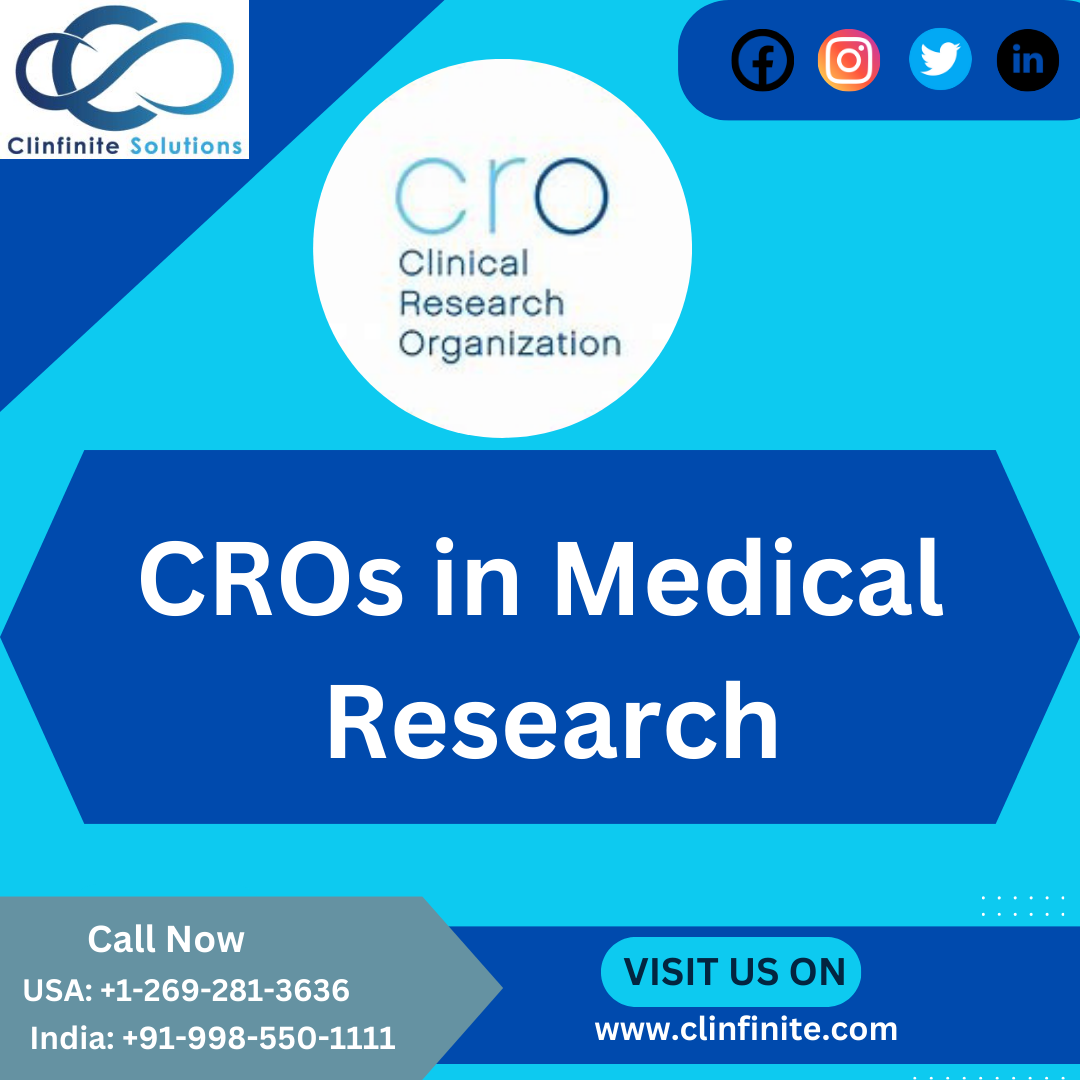 Clinfinite Solutions
cro
Clinical
Research
Organization
CROs in Medical
Research
Call Now
USA: +1-269-281-3636
India: +91-998-550-1111
VISIT US ON
www.clinfinite.com